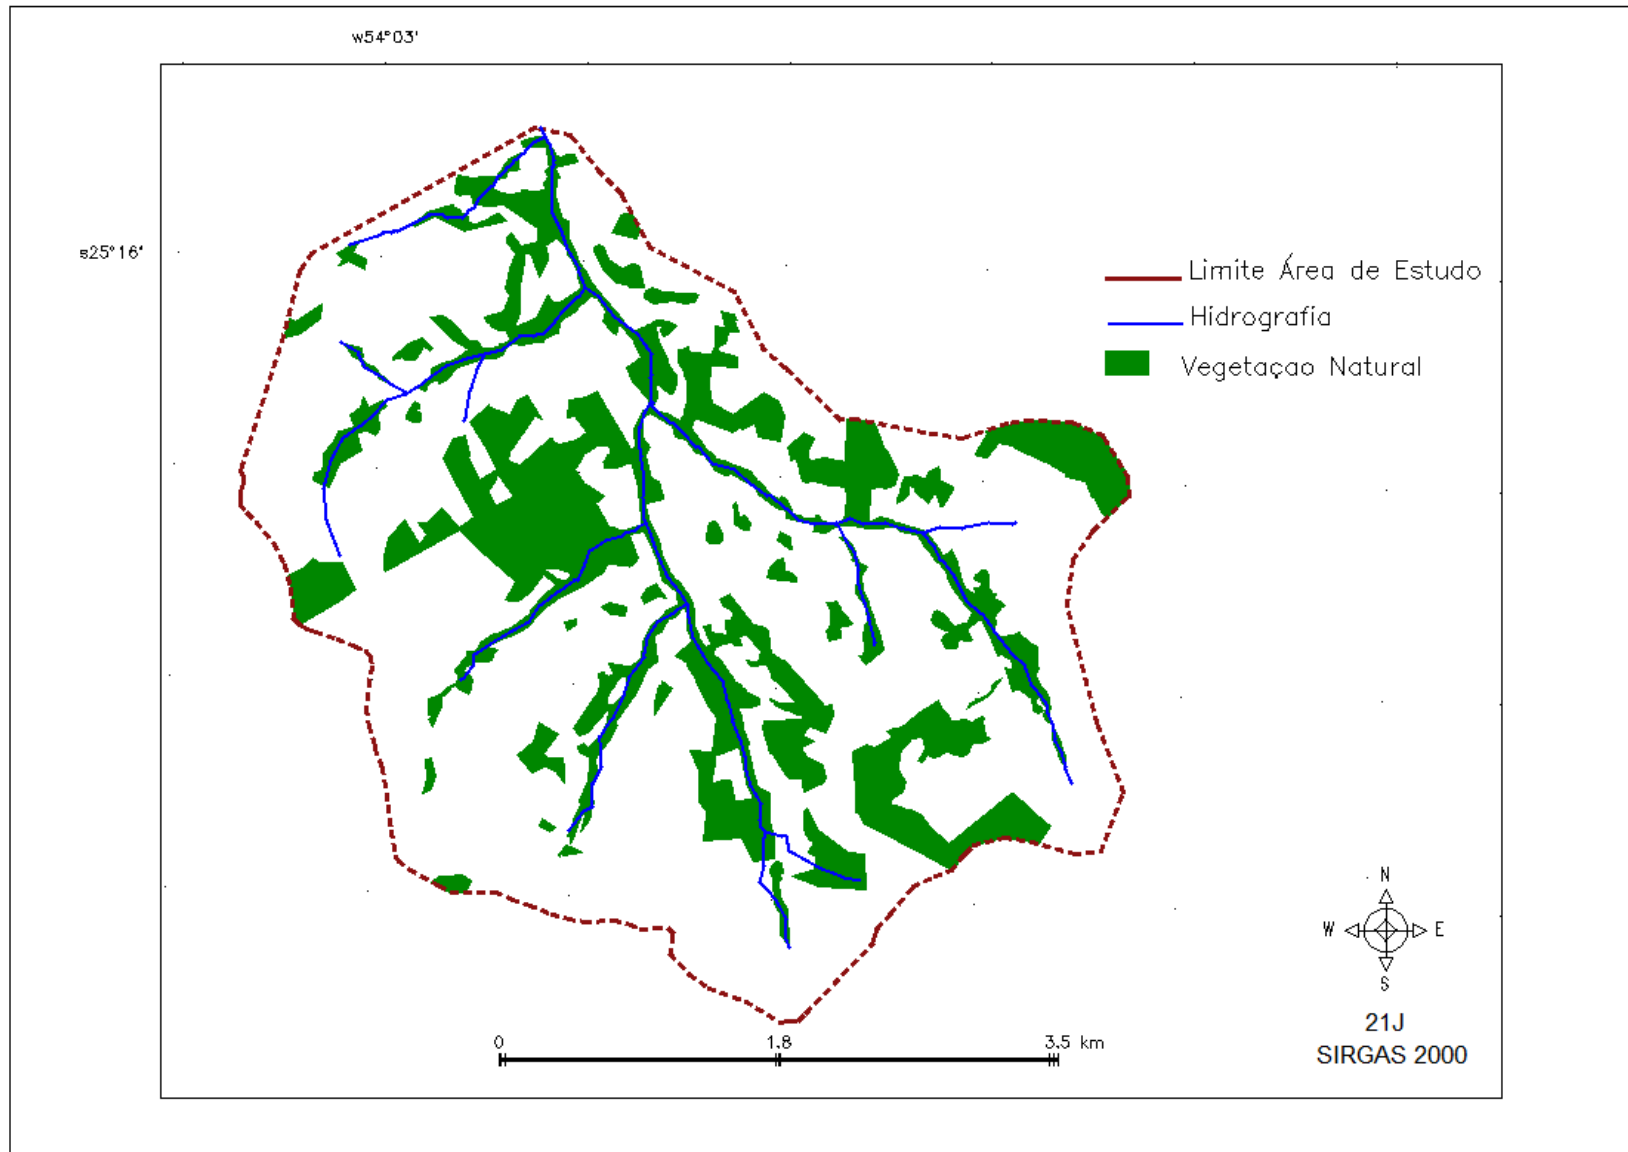 w54°03'
s25°16'
Limite Área de Estudo
Hidrografia
Vegetaçao Natural
N
W E
S
21J
SIRGAS 2000
0 1.8 3.5 km